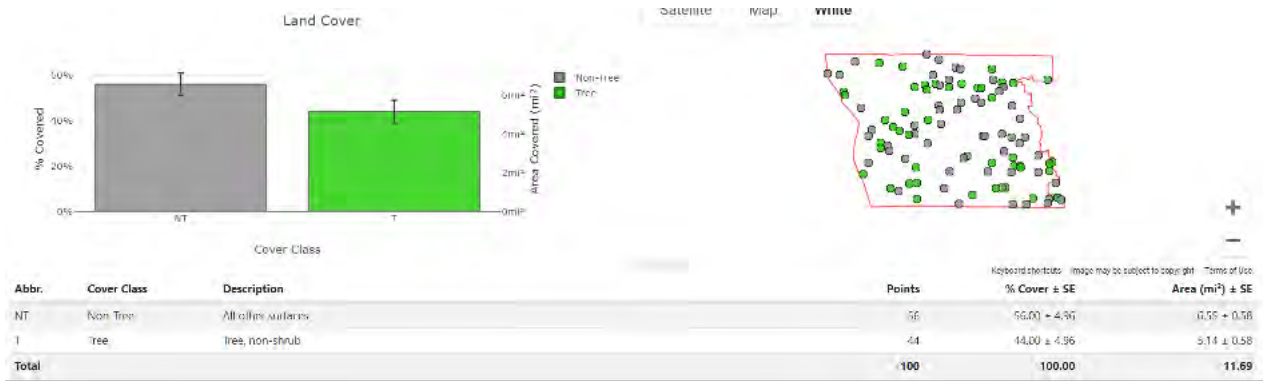 Land Cover
Satellite Map White
60%
40%
20%
0%
% Covered
NT
T
6mi²
4mi²
2mi²
0mi²
Area Covered (mi²)
Non-Tree
Tree
Cover Class
+
−
Keyboard shortcuts Image may be subject to copyright Terms of Use
Abbr. Cover Class Description Points % Cover ± SE Area (mi²) ± SE
NT Non-Tree All other surfaces 56 56.00 ± 4.96 6.55 ± 0.58
T Tree Tree, non-shrub 44 44.00 ± 4.96 5.14 ± 0.58
Total 100 100.00 11.69